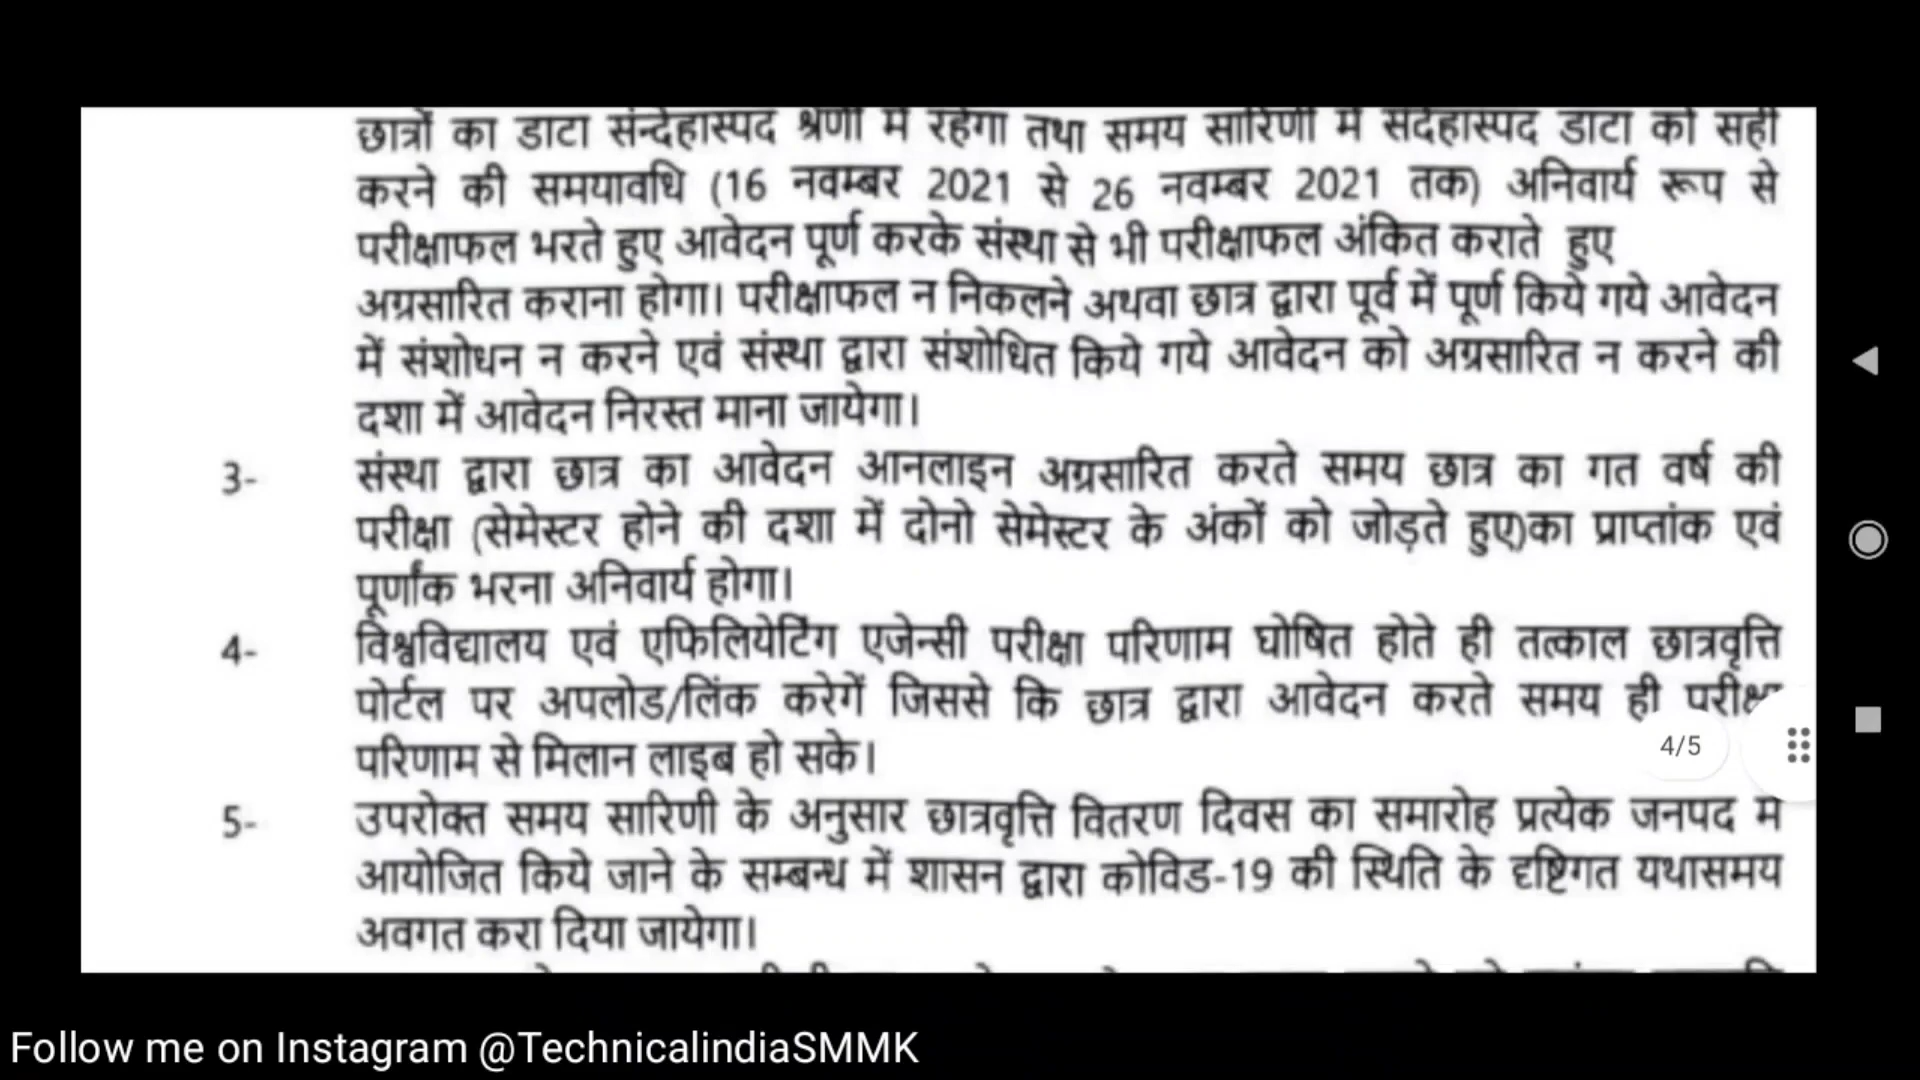 छात्रों का डाटा संन्देहास्पद श्रेणी में रहेगा तथा समय सारिणी में संदेहास्पद डाटा को सही
करने की समयावधि (16 नवम्बर 2021 से 26 नवम्बर 2021 तक) अनिवार्य रूप से
परीक्षाफल भरते हुए आवेदन पूर्ण करके संस्था से भी परीक्षाफल अंकित कराते हुए
अग्रसारित कराना होगा। परीक्षाफल न निकलने अथवा छात्र द्वारा पूर्व में पूर्ण किये गये आवेदन
में संशोधन न करने एवं संस्था द्वारा संशोधित किये गये आवेदन को अग्रसारित न करने की
दशा में आवेदन निरस्त माना जायेगा।
3- संस्था द्वारा छात्र का आवेदन आनलाइन अग्रसारित करते समय छात्र का गत वर्ष की
परीक्षा (सेमेस्टर होने की दशा में दोनो सेमेस्टर के अंकों को जोड़ते हुए)का प्राप्तांक एवं
पूर्णांक भरना अनिवार्य होगा।
4- विश्वविद्यालय एवं एफिलियेटिंग एजेन्सी परीक्षा परिणाम घोषित होते ही तत्काल छात्रवृत्ति
पोर्टल पर अपलोड/लिंक करेगें जिससे कि छात्र द्वारा आवेदन करते समय ही परीक्षा
परिणाम से मिलान लाइब हो सके।
4/5
5- उपरोक्त समय सारिणी के अनुसार छात्रवृत्ति वितरण दिवस का समारोह प्रत्येक जनपद में
आयोजित किये जाने के सम्बन्ध में शासन द्वारा कोविड-19 की स्थिति के दृष्टिगत यथासमय
अवगत करा दिया जायेगा।
Follow me on Instagram @TechnicalindiaSMMK